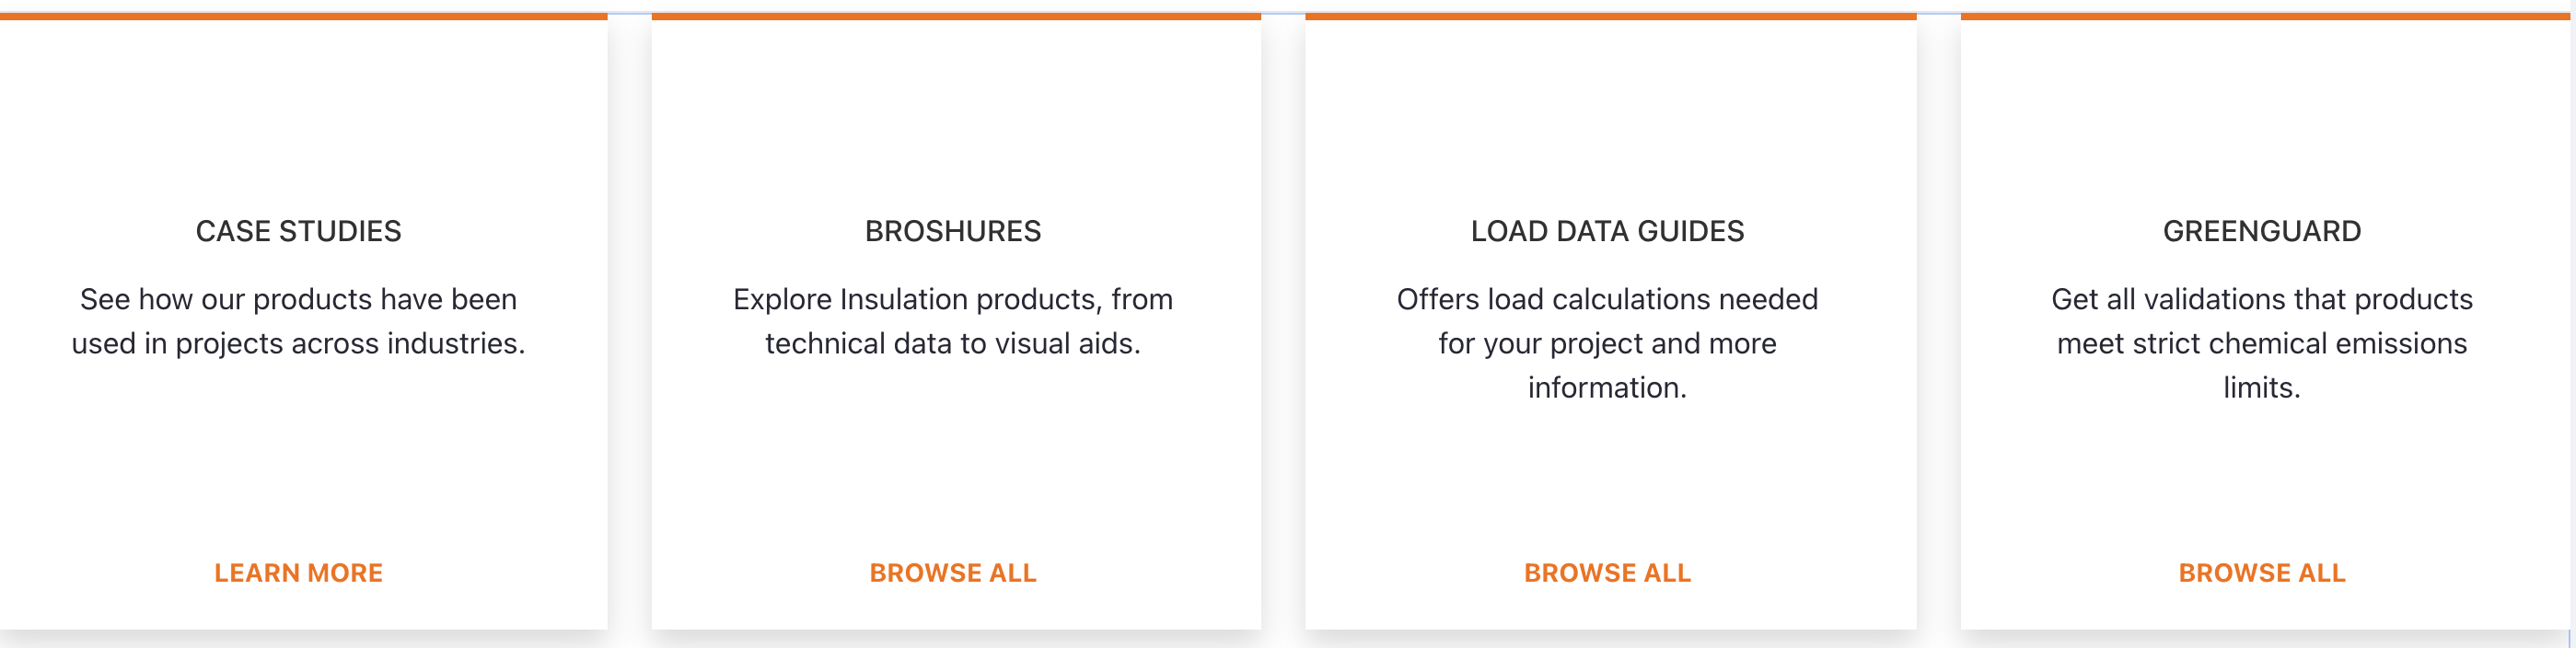 CASE STUDIES
See how our products have been
used in projects across industries.
LEARN MORE
BROSHURES
Explore Insulation products, from
technical data to visual aids.
BROWSE ALL
LOAD DATA GUIDES
Offers load calculations needed
for your project and more
information.
BROWSE ALL
GREENGUARD
Get all validations that products
meet strict chemical emissions
limits.
BROWSE ALL